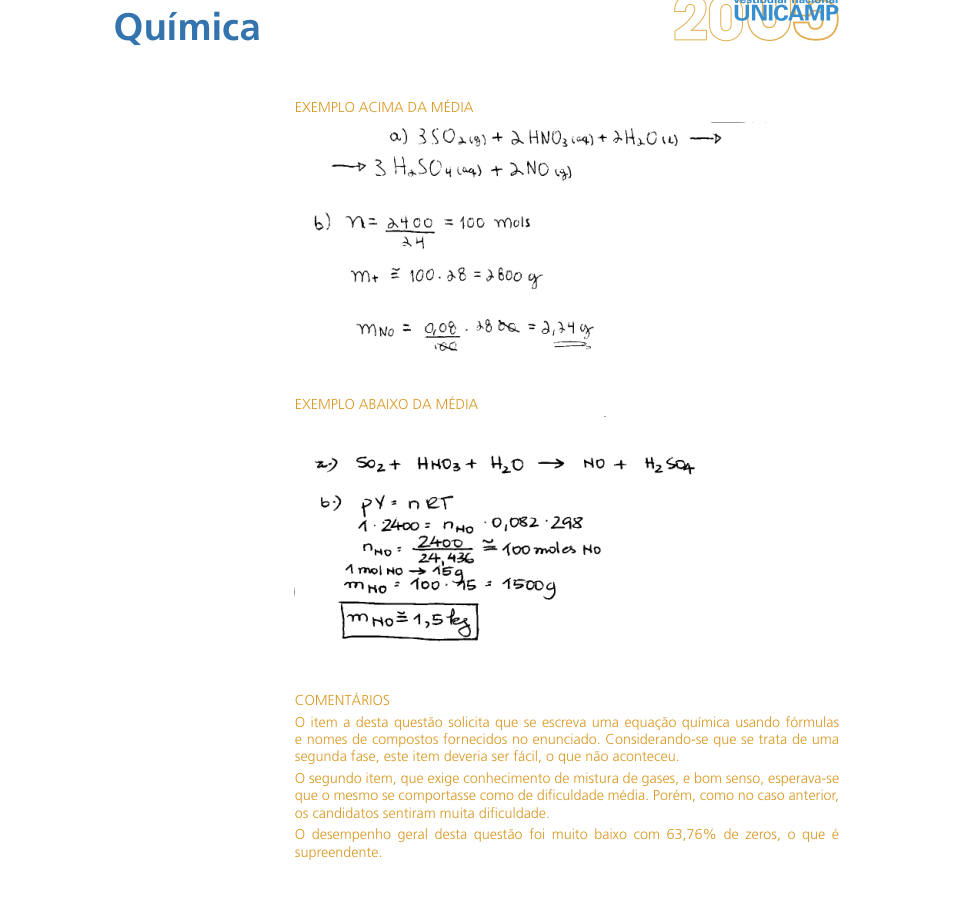 Química
vestibular nacional
2005
UNICAMP
EXEMPLO ACIMA DA MÉDIA
a) 3SO2(g) + 2HNO3(aq) + 2H2O(l) →
→ 3 H2SO4(aq) + 2NO(g)
b) n = 2400 = 100 mols
24
mt ≅ 100 . 28 = 2800 g
mNO = 0,08 . 2800 = 2,24 g
100
EXEMPLO ABAIXO DA MÉDIA
a.) SO2 + HNO3 + H2O → NO + H2SO4
b.) pV = nRT
1 · 2400 = nNO · 0,082 · 298
nNO = 2400 ≅ 100 moles NO
24,436
1 mol NO → 15g
mNO = 100 · 15 = 1500g
mNO ≅ 1,5 kg
COMENTÁRIOS
O item a desta questão solicita que se escreva uma equação química usando fórmulas
e nomes de compostos fornecidos no enunciado. Considerando-se que se trata de uma
segunda fase, este item deveria ser fácil, o que não aconteceu.
O segundo item, que exige conhecimento de mistura de gases, e bom senso, esperava-se
que o mesmo se comportasse como de dificuldade média. Porém, como no caso anterior,
os candidatos sentiram muita dificuldade.
O desempenho geral desta questão foi muito baixo com 63,76% de zeros, o que é
supreendente.